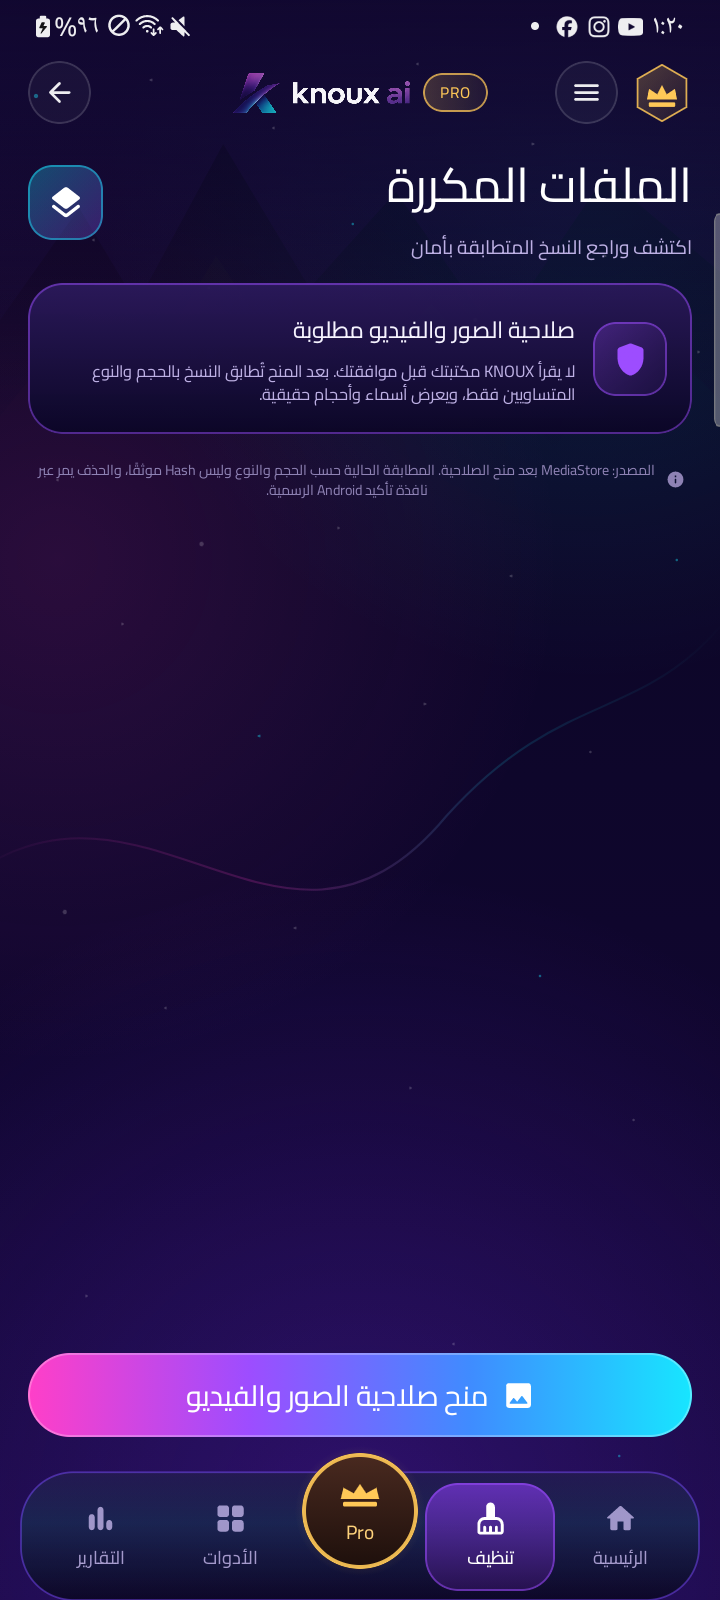 ١:٢٠
%٩٦
knoux ai PRO
الملفات المكررة
اكتشف وراجع النسخ المتطابقة بأمان
صلاحية الصور والفيديو مطلوبة
لا يقرأ KNOUX مكتبتك قبل موافقتك. بعد المنح تُطابق النسخ بالحجم والنوع
المتساويين فقط، ويعرض أسماء وأحجام حقيقية.
المصدر: MediaStore بعد منح الصلاحية. المطابقة الحالية حسب الحجم والنوع وليس Hash موثقًا، والحذف يمر عبر
نافذة تأكيد Android الرسمية.
منح صلاحية الصور والفيديو
الرئيسية
تنظيف
Pro
الأدوات
التقارير